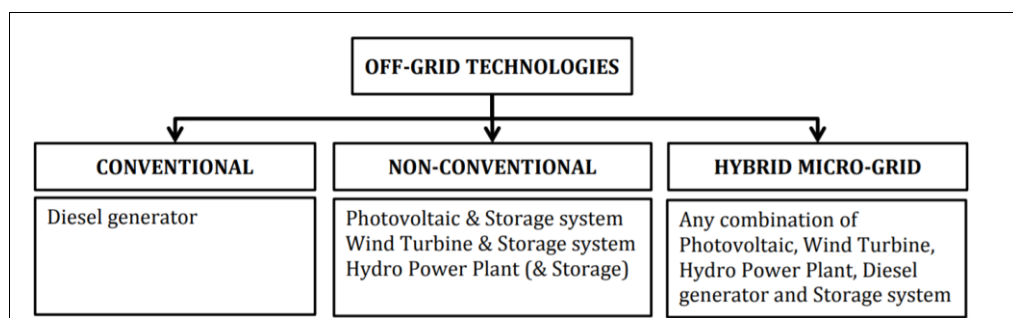 OFF-GRID TECHNOLOGIES
CONVENTIONAL
Diesel generator
NON-CONVENTIONAL
Photovoltaic & Storage system
Wind Turbine & Storage system
Hydro Power Plant (& Storage)
HYBRID MICRO-GRID
Any combination of
Photovoltaic, Wind Turbine,
Hydro Power Plant, Diesel
generator and Storage system